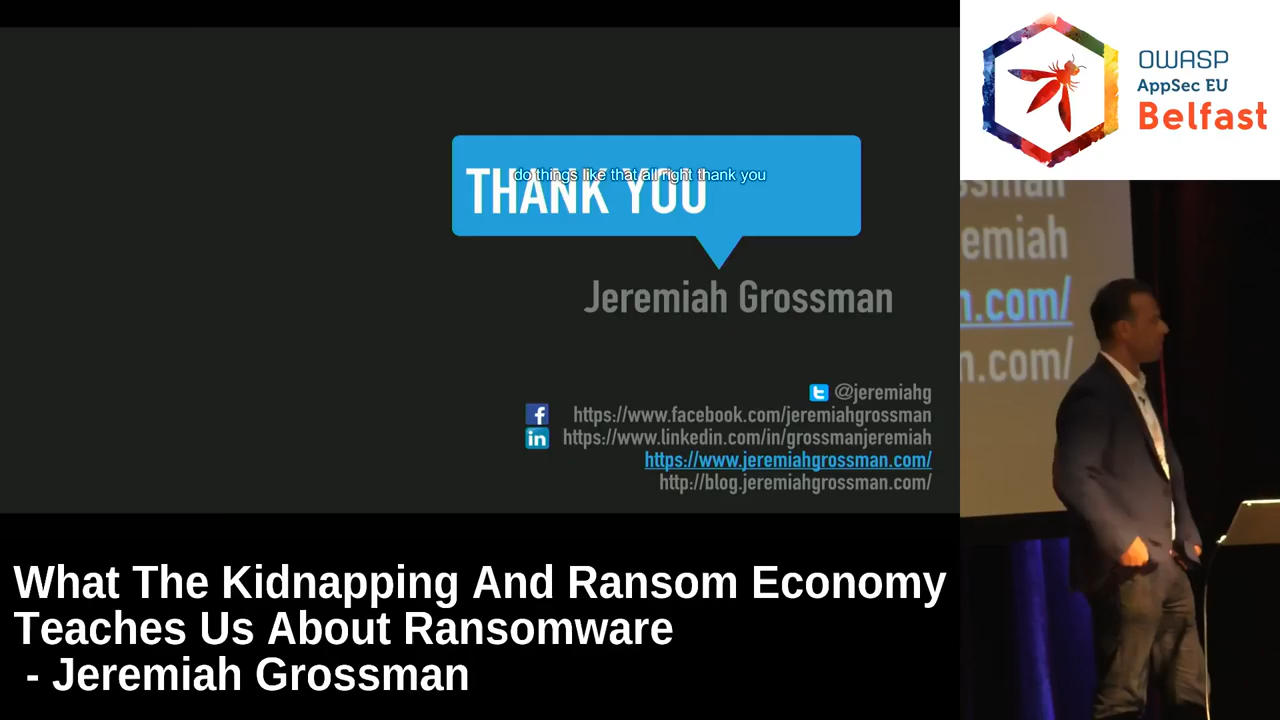 THANK YOU
do things like that all right thank you
Jeremiah Grossman
@jeremiahg
https://www.facebook.com/jeremiahgrossman
https://www.linkedin.com/in/grossmanjeremiah
https://www.jeremiahgrossman.com/
http://blog.jeremiahgrossman.com/
OWASP
AppSec EU
Belfast
ssman
emiah
n.com/
n.com/
What The Kidnapping And Ransom Economy
Teaches Us About Ransomware
- Jeremiah Grossman